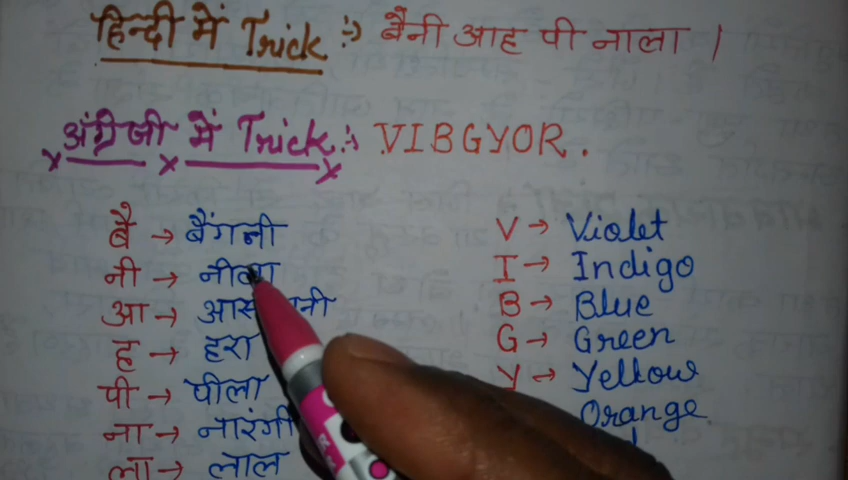 हिन्दी में Trick :→ बैनी आह पी नाला ।
अंग्रेजी में Trick :- VIBGYOR.
बै → बैंगनी
नी → नीला
आ →
ह → हरा
पी → पीला
ना → नारंगी
ला → लाल
V → Violet
I → Indigo
B → Blue
G → Green
Y → Yellow
Orange